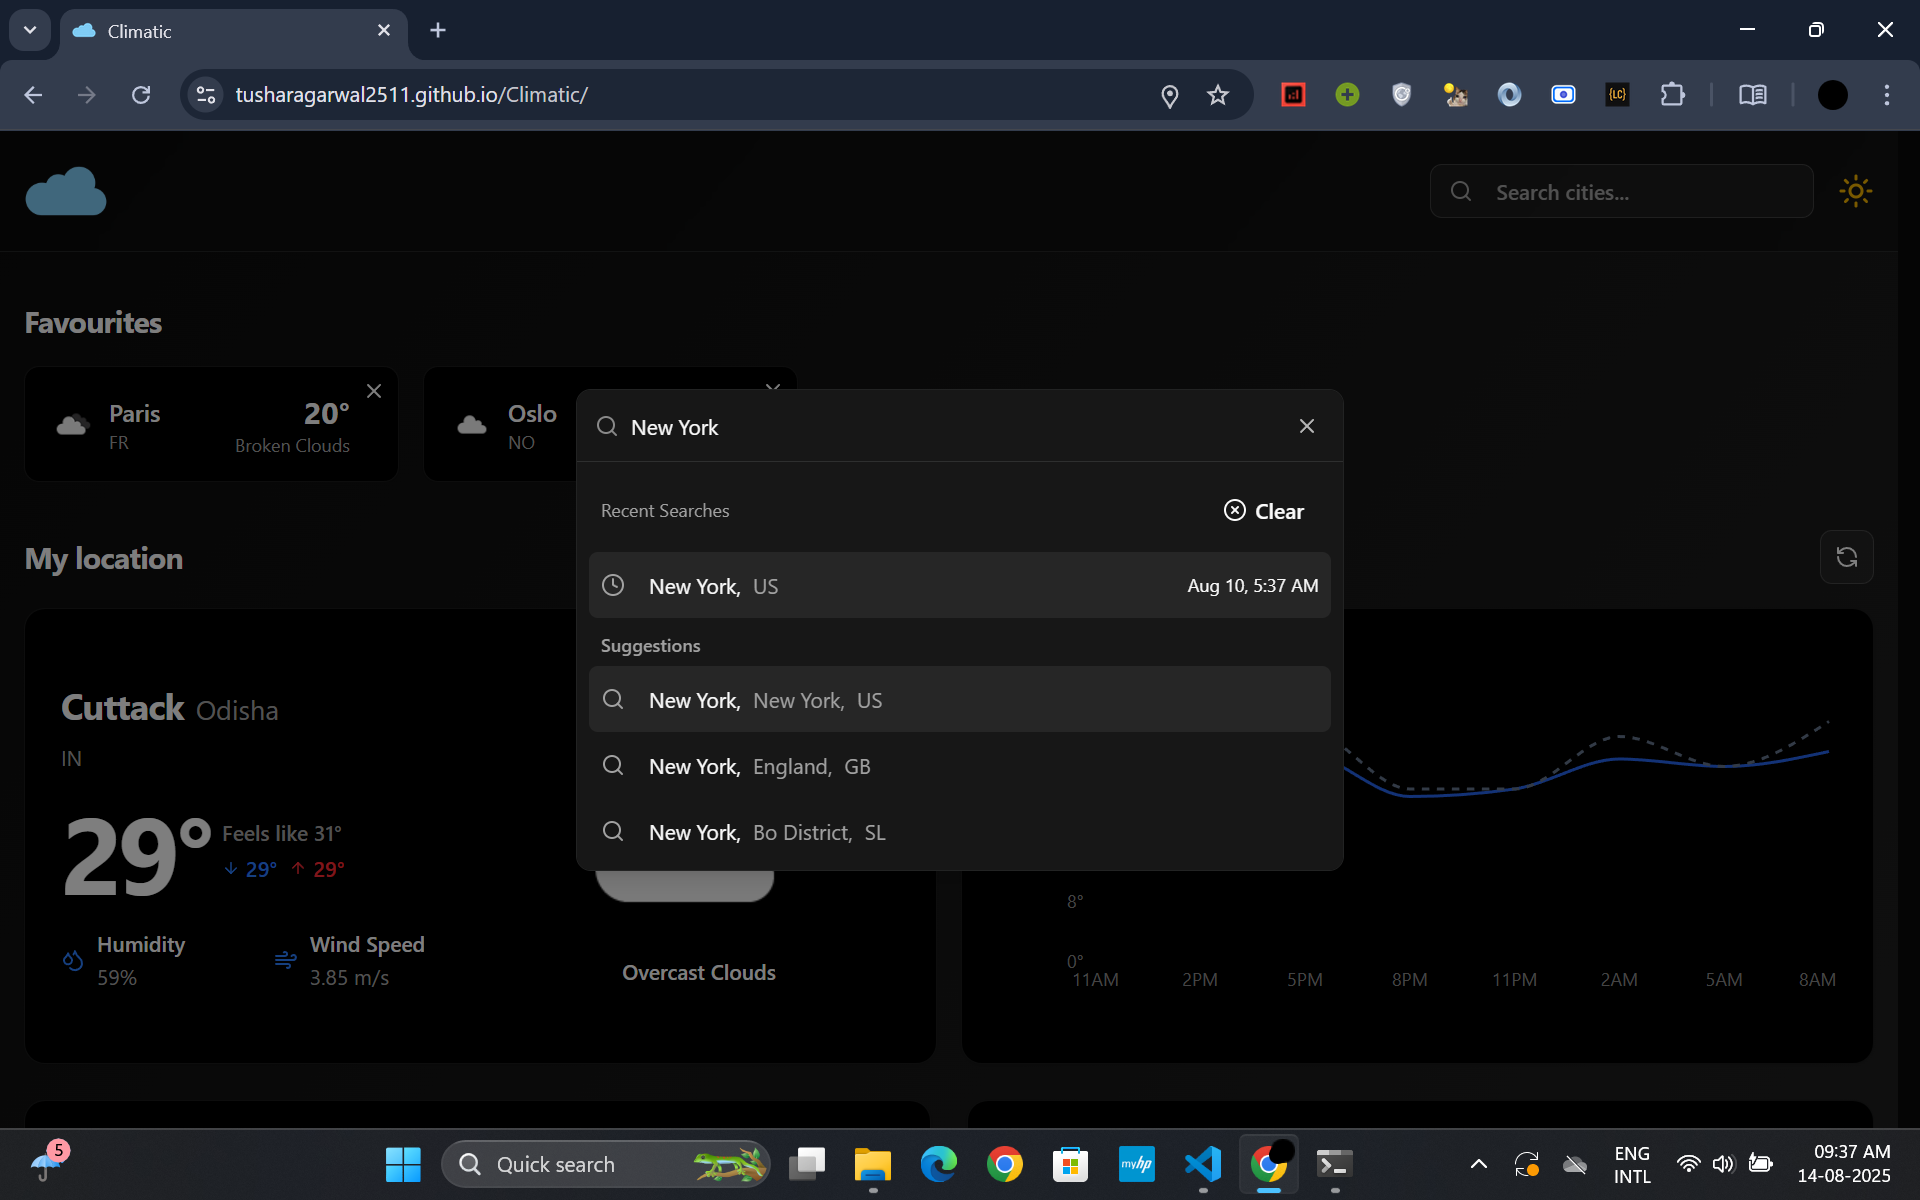 Climatic
tusharagarwal2511.github.io/Climatic/
{LC}
Search cities...
Favourites
Paris
FR
20°
Broken Clouds
Oslo
NO
New York
Recent Searches
Clear
New York, US
Aug 10, 5:37 AM
Suggestions
New York, New York, US
New York, England, GB
New York, Bo District, SL
My location
Cuttack Odisha
IN
29°
Feels like 31°
↓ 29° ↑ 29°
Humidity
59%
Wind Speed
3.85 m/s
Overcast Clouds
8°
0°
11AM 2PM 5PM 8PM 11PM 2AM 5AM 8AM
5
Quick search
myhp
ENG
INTL
09:37 AM
14-08-2025